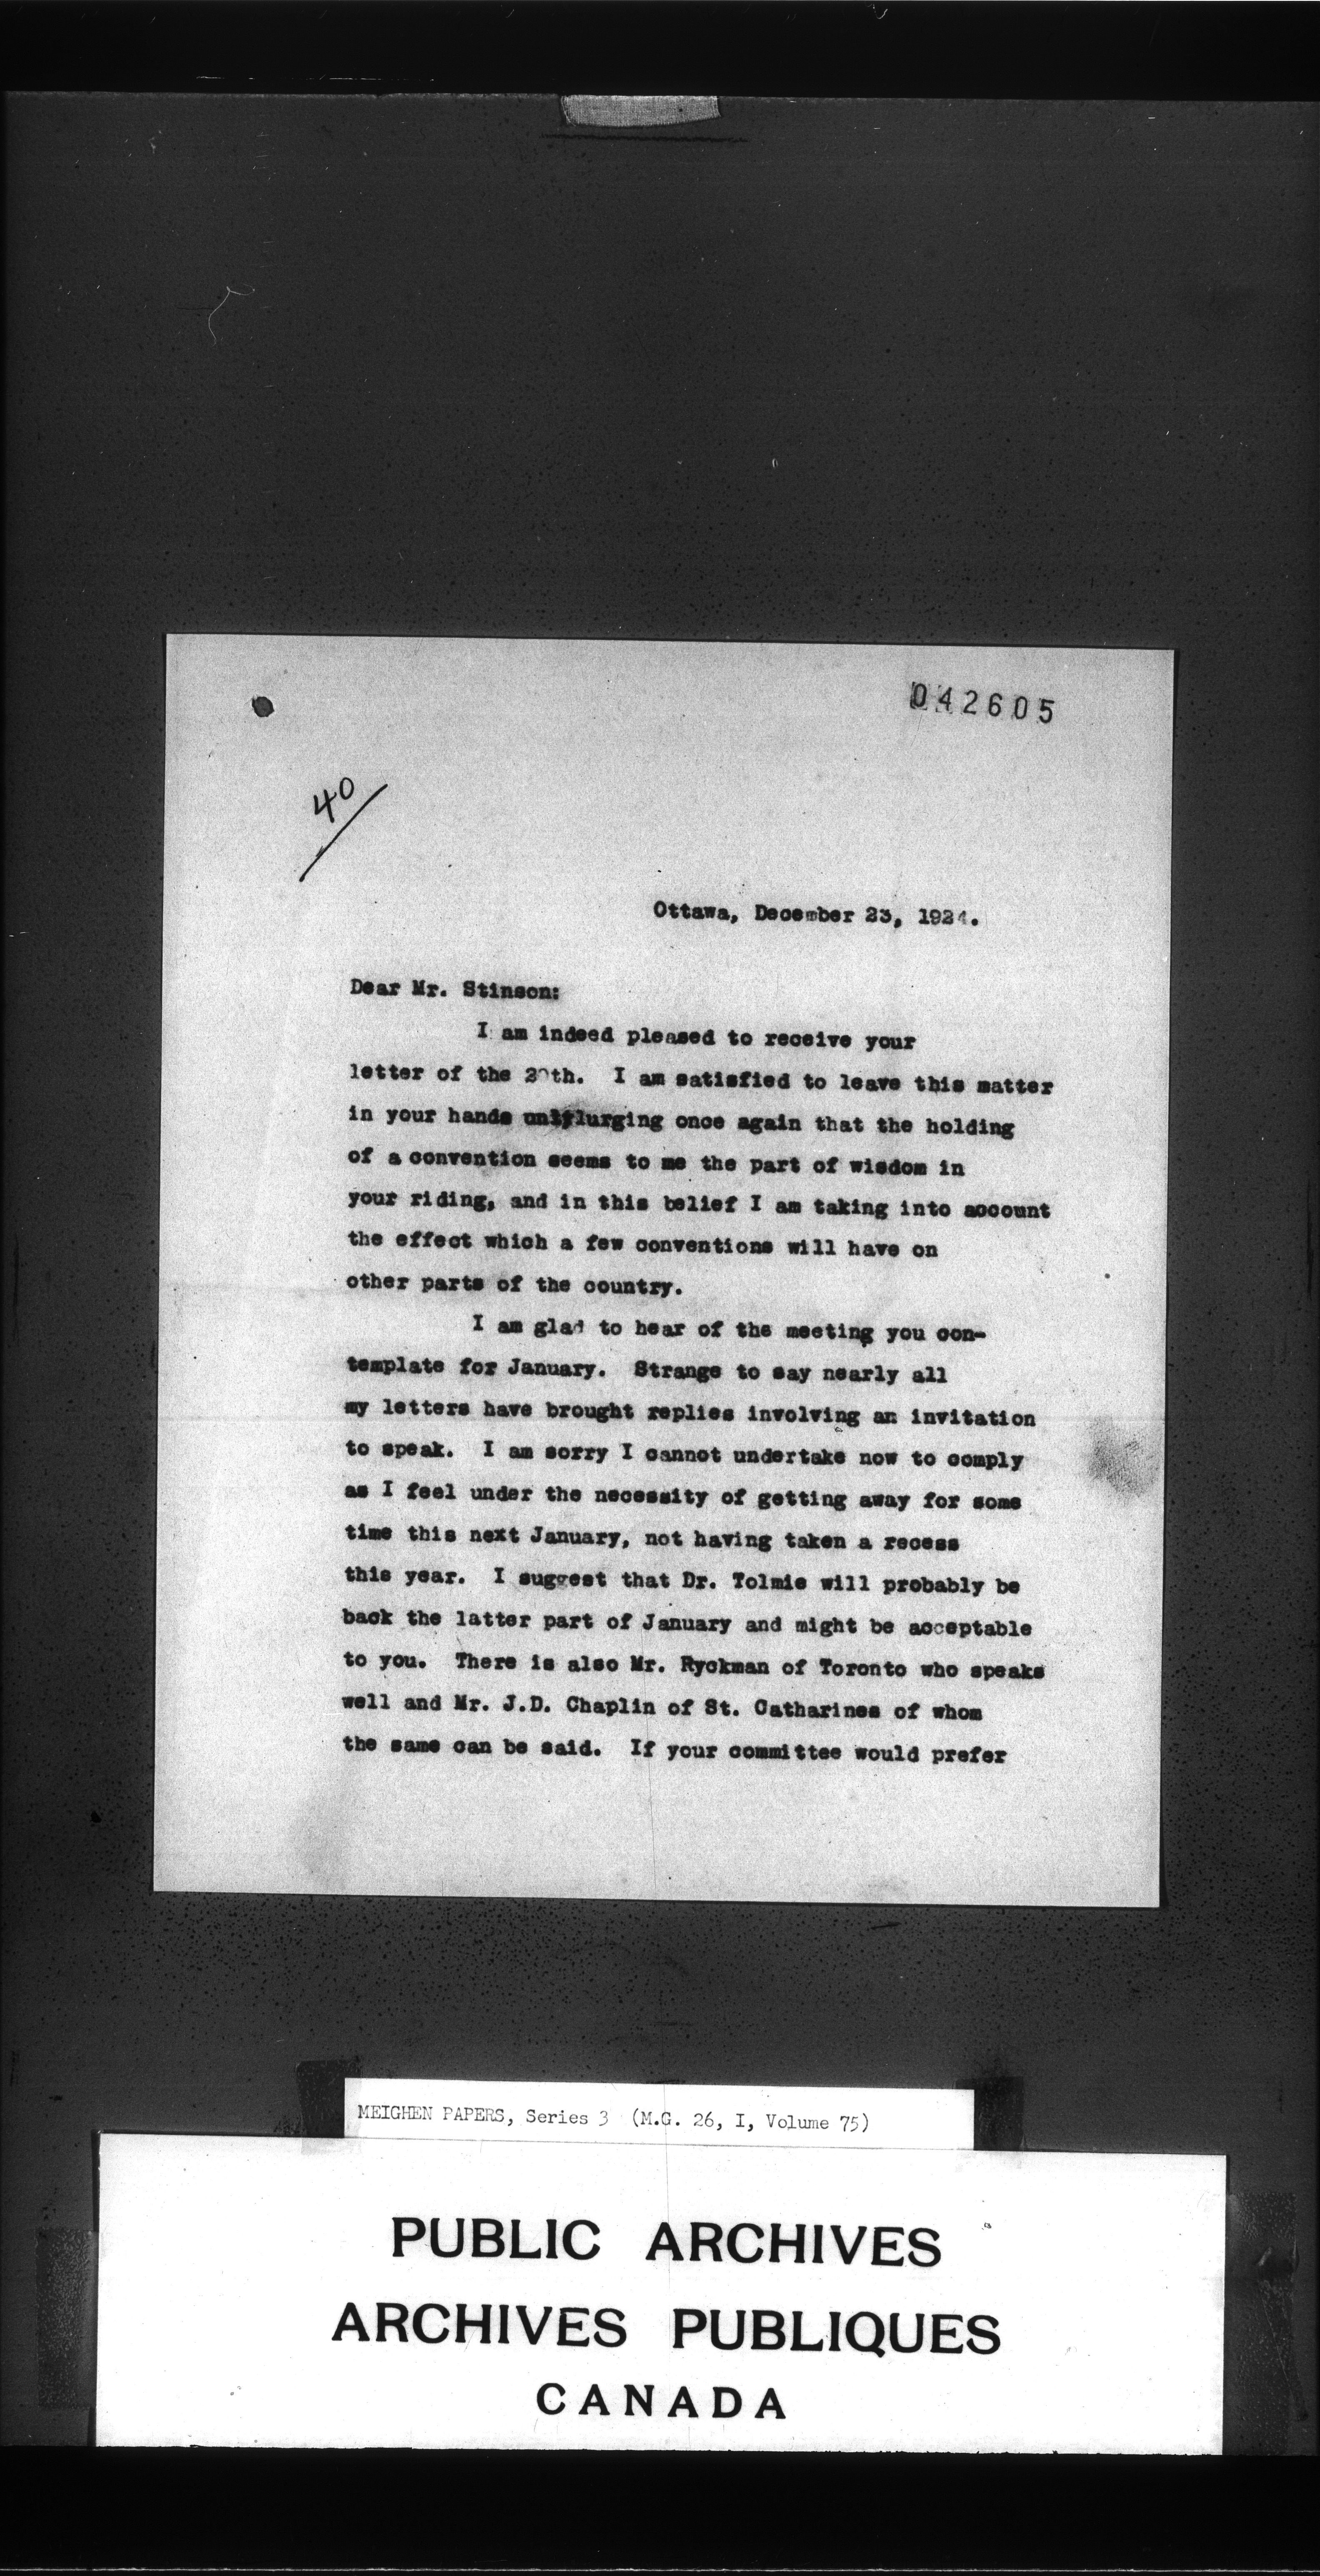 042605
40
Ottawa, December 23, 1924.
Dear Mr. Stinson:
I am indeed pleased to receive your
letter of the 20th. I am satisfied to leave this matter
in your hands urging once again that the holding
of a convention seems to me the part of wisdom in
your riding, and in this belief I am taking into account
the effect which a few conventions will have on
other parts of the country.
I am glad to hear of the meeting you con-
template for January. Strange to say nearly all
my letters have brought replies involving an invitation
to speak. I am sorry I cannot undertake now to comply
as I feel under the necessity of getting away for some
time this next January, not having taken a recess
this year. I suggest that Dr. Tolmie will probably be
back the latter part of January and might be acceptable
to you. There is also Mr. Ryckman of Toronto who speaks
well and Mr. J.D. Chaplin of St. Catharines of whom
the same can be said. If your committee would prefer
MEIGHEN PAPERS, Series 3 (M.G. 26, I, Volume 75)
PUBLIC ARCHIVES
ARCHIVES PUBLIQUES
CANADA